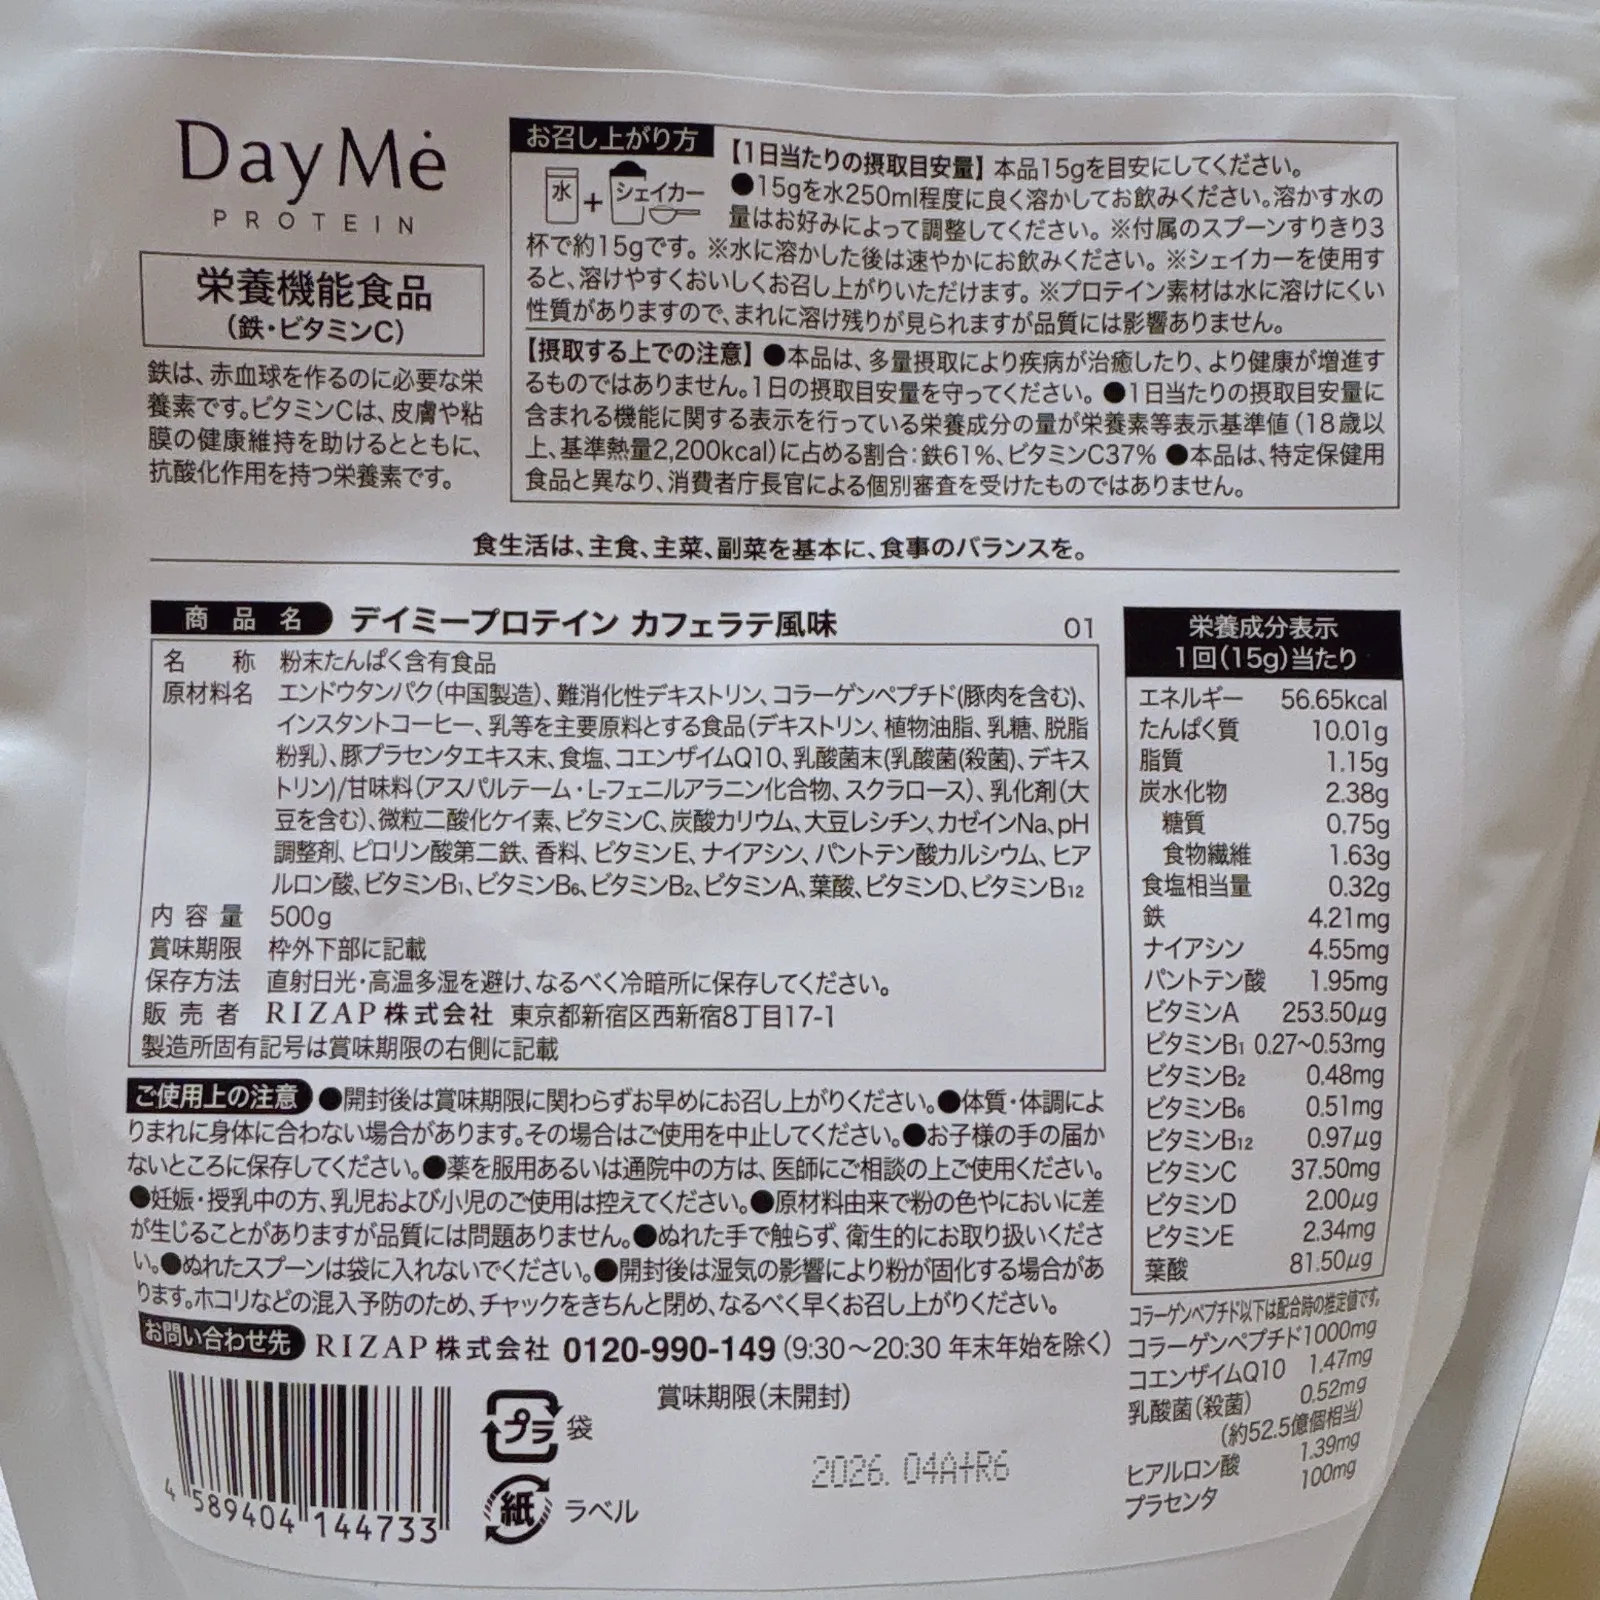 Day Mė
PROTEIN
栄養機能食品
(鉄・ビタミンC)
鉄は、赤血球を作るのに必要な栄
養素です。ビタミンCは、皮膚や粘
膜の健康維持を助けるとともに、
抗酸化作用を持つ栄養素です。
お召し上がり方
水 + シェイカー
【1日当たりの摂取目安量】本品15gを目安にしてください。
●15gを水250ml程度に良く溶かしてお飲みください。溶かす水の
量はお好みによって調整してください。※付属のスプーンすりきり3
杯で約15gです。※水に溶かした後は速やかにお飲みください。※シェイカーを使用す
ると、溶けやすくおいしくお召し上がりいただけます。※プロテイン素材は水に溶けにくい
性質がありますので、まれに溶け残りが見られますが品質には影響ありません。
【摂取する上での注意】●本品は、多量摂取により疾病が治癒したり、より健康が増進す
るものではありません。1日の摂取目安量を守ってください。●1日当たりの摂取目安量に
含まれる機能に関する表示を行っている栄養成分の量が栄養素等表示基準値(18歳以
上、基準熱量2,200kcal)に占める割合:鉄61%、ビタミンC37% ●本品は、特定保健用
食品と異なり、消費者庁長官による個別審査を受けたものではありません。
食生活は、主食、主菜、副菜を基本に、食事のバランスを。
商品名 デイミープロテイン カフェラテ風味 01
名称 粉末たんぱく含有食品
原材料名 エンドウタンパク(中国製造)、難消化性デキストリン、コラーゲンペプチド(豚肉を含む)、
インスタントコーヒー、乳等を主要原料とする食品(デキストリン、植物油脂、乳糖、脱脂
粉乳)、豚プラセンタエキス末、食塩、コエンザイムQ10、乳酸菌末(乳酸菌(殺菌)、デキス
トリン)/甘味料(アスパルテーム・L-フェニルアラニン化合物、スクラロース)、乳化剤(大
豆を含む)、微粒二酸化ケイ素、ビタミンC、炭酸カリウム、大豆レシチン、カゼインNa、pH
調整剤、ピロリン酸第二鉄、香料、ビタミンE、ナイアシン、パントテン酸カルシウム、ヒア
ルロン酸、ビタミンB1、ビタミンB6、ビタミンB2、ビタミンA、葉酸、ビタミンD、ビタミンB12
内容量 500g
賞味期限 枠外下部に記載
保存方法 直射日光・高温多湿を避け、なるべく冷暗所に保存してください。
販売者 RIZAP株式会社 東京都新宿区西新宿8丁目17-1
製造所固有記号は賞味期限の右側に記載
ご使用上の注意 ●開封後は賞味期限に関わらずお早めにお召し上がりください。●体質・体調によ
りまれに身体に合わない場合があります。その場合はご使用を中止してください。●お子様の手の届か
ないところに保存してください。●薬を服用あるいは通院中の方は、医師にご相談の上ご使用ください。
●妊娠・授乳中の方、乳児および小児のご使用は控えてください。●原材料由来で粉の色やにおいに差
が生じることがありますが品質には問題ありません。●ぬれた手で触らず、衛生的にお取り扱いくださ
い。●ぬれたスプーンは袋に入れないでください。●開封後は湿気の影響により粉が固化する場合があ
ります。ホコリなどの混入予防のため、チャックをきちんと閉め、なるべく早くお召し上がりください。
お問い合わせ先 RIZAP株式会社 0120-990-149 (9:30～20:30 年末年始を除く)
4 589404 144733
プラ 袋
紙 ラベル
賞味期限(未開封)
2026. 04A+R6
栄養成分表示
1回(15g)当たり
エネルギー 56.65kcal
たんぱく質 10.01g
脂質 1.15g
炭水化物 2.38g
糖質 0.75g
食物繊維 1.63g
食塩相当量 0.32g
鉄 4.21mg
ナイアシン 4.55mg
パントテン酸 1.95mg
ビタミンA 253.50μg
ビタミンB1 0.27~0.53mg
ビタミンB2 0.48mg
ビタミンB6 0.51mg
ビタミンB12 0.97μg
ビタミンC 37.50mg
ビタミンD 2.00μg
ビタミンE 2.34mg
葉酸 81.50μg
コラーゲンペプチド以下は配合時の推定値です。
コラーゲンペプチド1000mg
コエンザイムQ10 1.47mg
乳酸菌(殺菌) 0.52mg
(約52.5億個相当)
ヒアルロン酸 1.39mg
プラセンタ 100mg